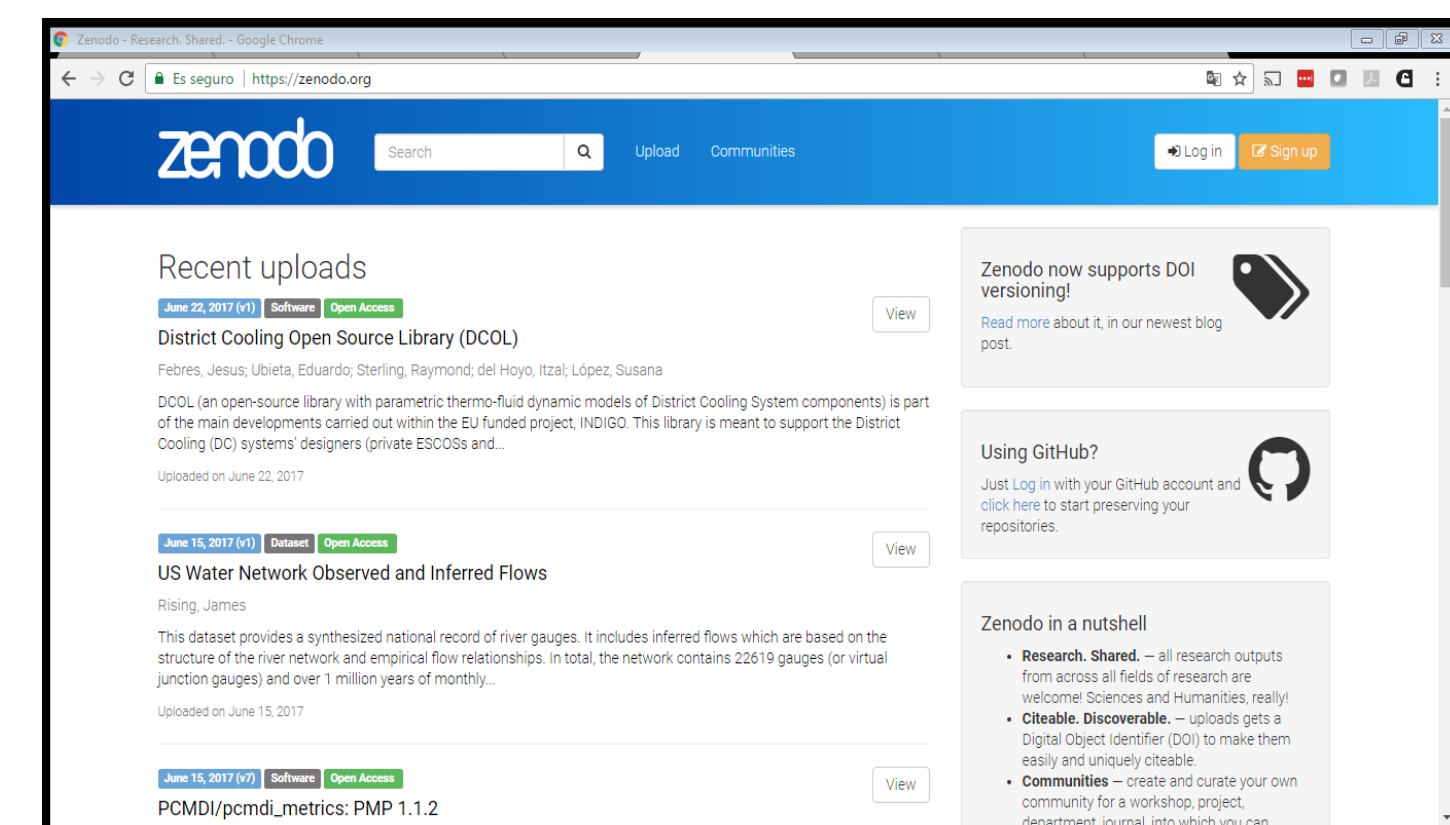 Zenodo - Research. Shared. - Google Chrome
Es seguro | https://zenodo.org
zenodo
Search
Upload
Communities
Log in
Sign up
Recent uploads
June 22, 2017 (v1) Software Open Access
View
District Cooling Open Source Library (DCOL)
Febres, Jesus; Ubieta, Eduardo; Sterling, Raymond; del Hoyo, Itzal; López, Susana
DCOL (an open-source library with parametric thermo-fluid dynamic models of District Cooling System components) is part
of the main developments carried out within the EU funded project, INDIGO. This library is meant to support the District
Cooling (DC) systems' designers (private ESCOSs and...
Uploaded on June 22, 2017
June 15, 2017 (v1) Dataset Open Access
View
US Water Network Observed and Inferred Flows
Rising, James
This dataset provides a synthesized national record of river gauges. It includes inferred flows which are based on the
structure of the river network and empirical flow relationships. In total, the network contains 22619 gauges (or virtual
junction gauges) and over 1 million years of monthly...
Uploaded on June 15, 2017
June 15, 2017 (v7) Software Open Access
View
PCMDI/pcmdi_metrics: PMP 1.1.2
Zenodo now supports DOI
versioning!
Read more about it, in our newest blog
post.
Using GitHub?
Just Log in with your GitHub account and
click here to start preserving your
repositories.
Zenodo in a nutshell
• Research. Shared. — all research outputs
from across all fields of research are
welcome! Sciences and Humanities, really!
• Citeable. Discoverable. — uploads gets a
Digital Object Identifier (DOI) to make them
easily and uniquely citeable.
• Communities — create and curate your own
community for a workshop, project,
department, journal, into which you can